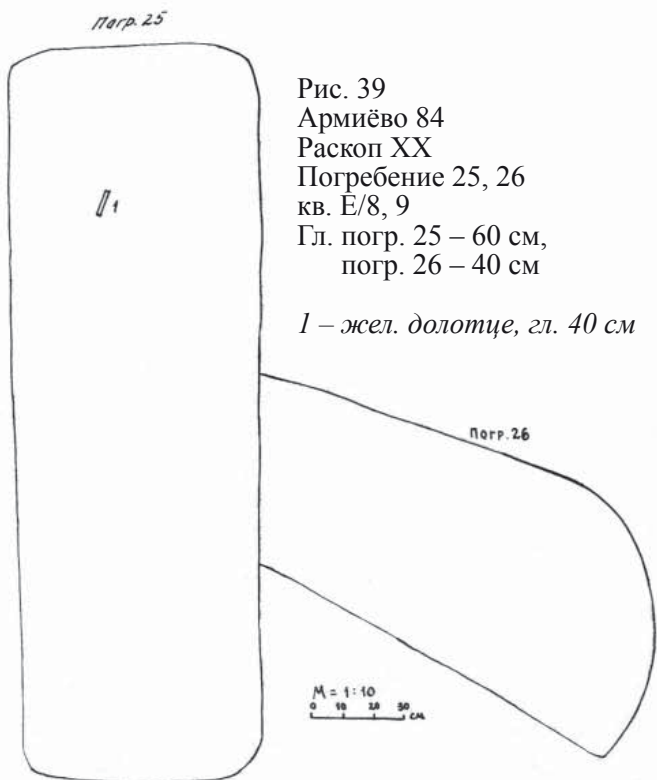 Погр. 25
Рис. 39
Армиёво 84
Раскоп XX
Погребение 25, 26
кв. Е/8, 9
Гл. погр. 25 – 60 см,
погр. 26 – 40 см
1
1 – жел. долотце, гл. 40 см
Погр. 26
М = 1:10
0 10 20 30
см